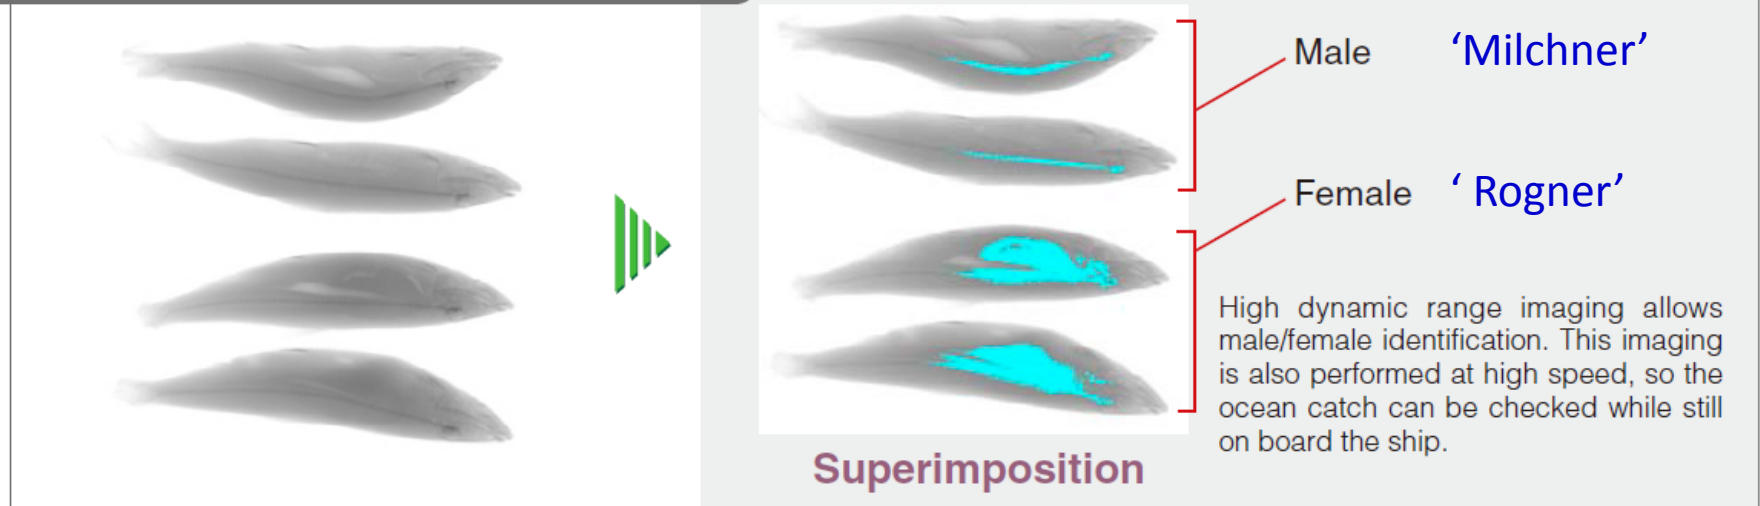 Male ‘Milchner’
Female ‘ Rogner’
High dynamic range imaging allows
male/female identification. This imaging
is also performed at high speed, so the
ocean catch can be checked while still
on board the ship.
Superimposition